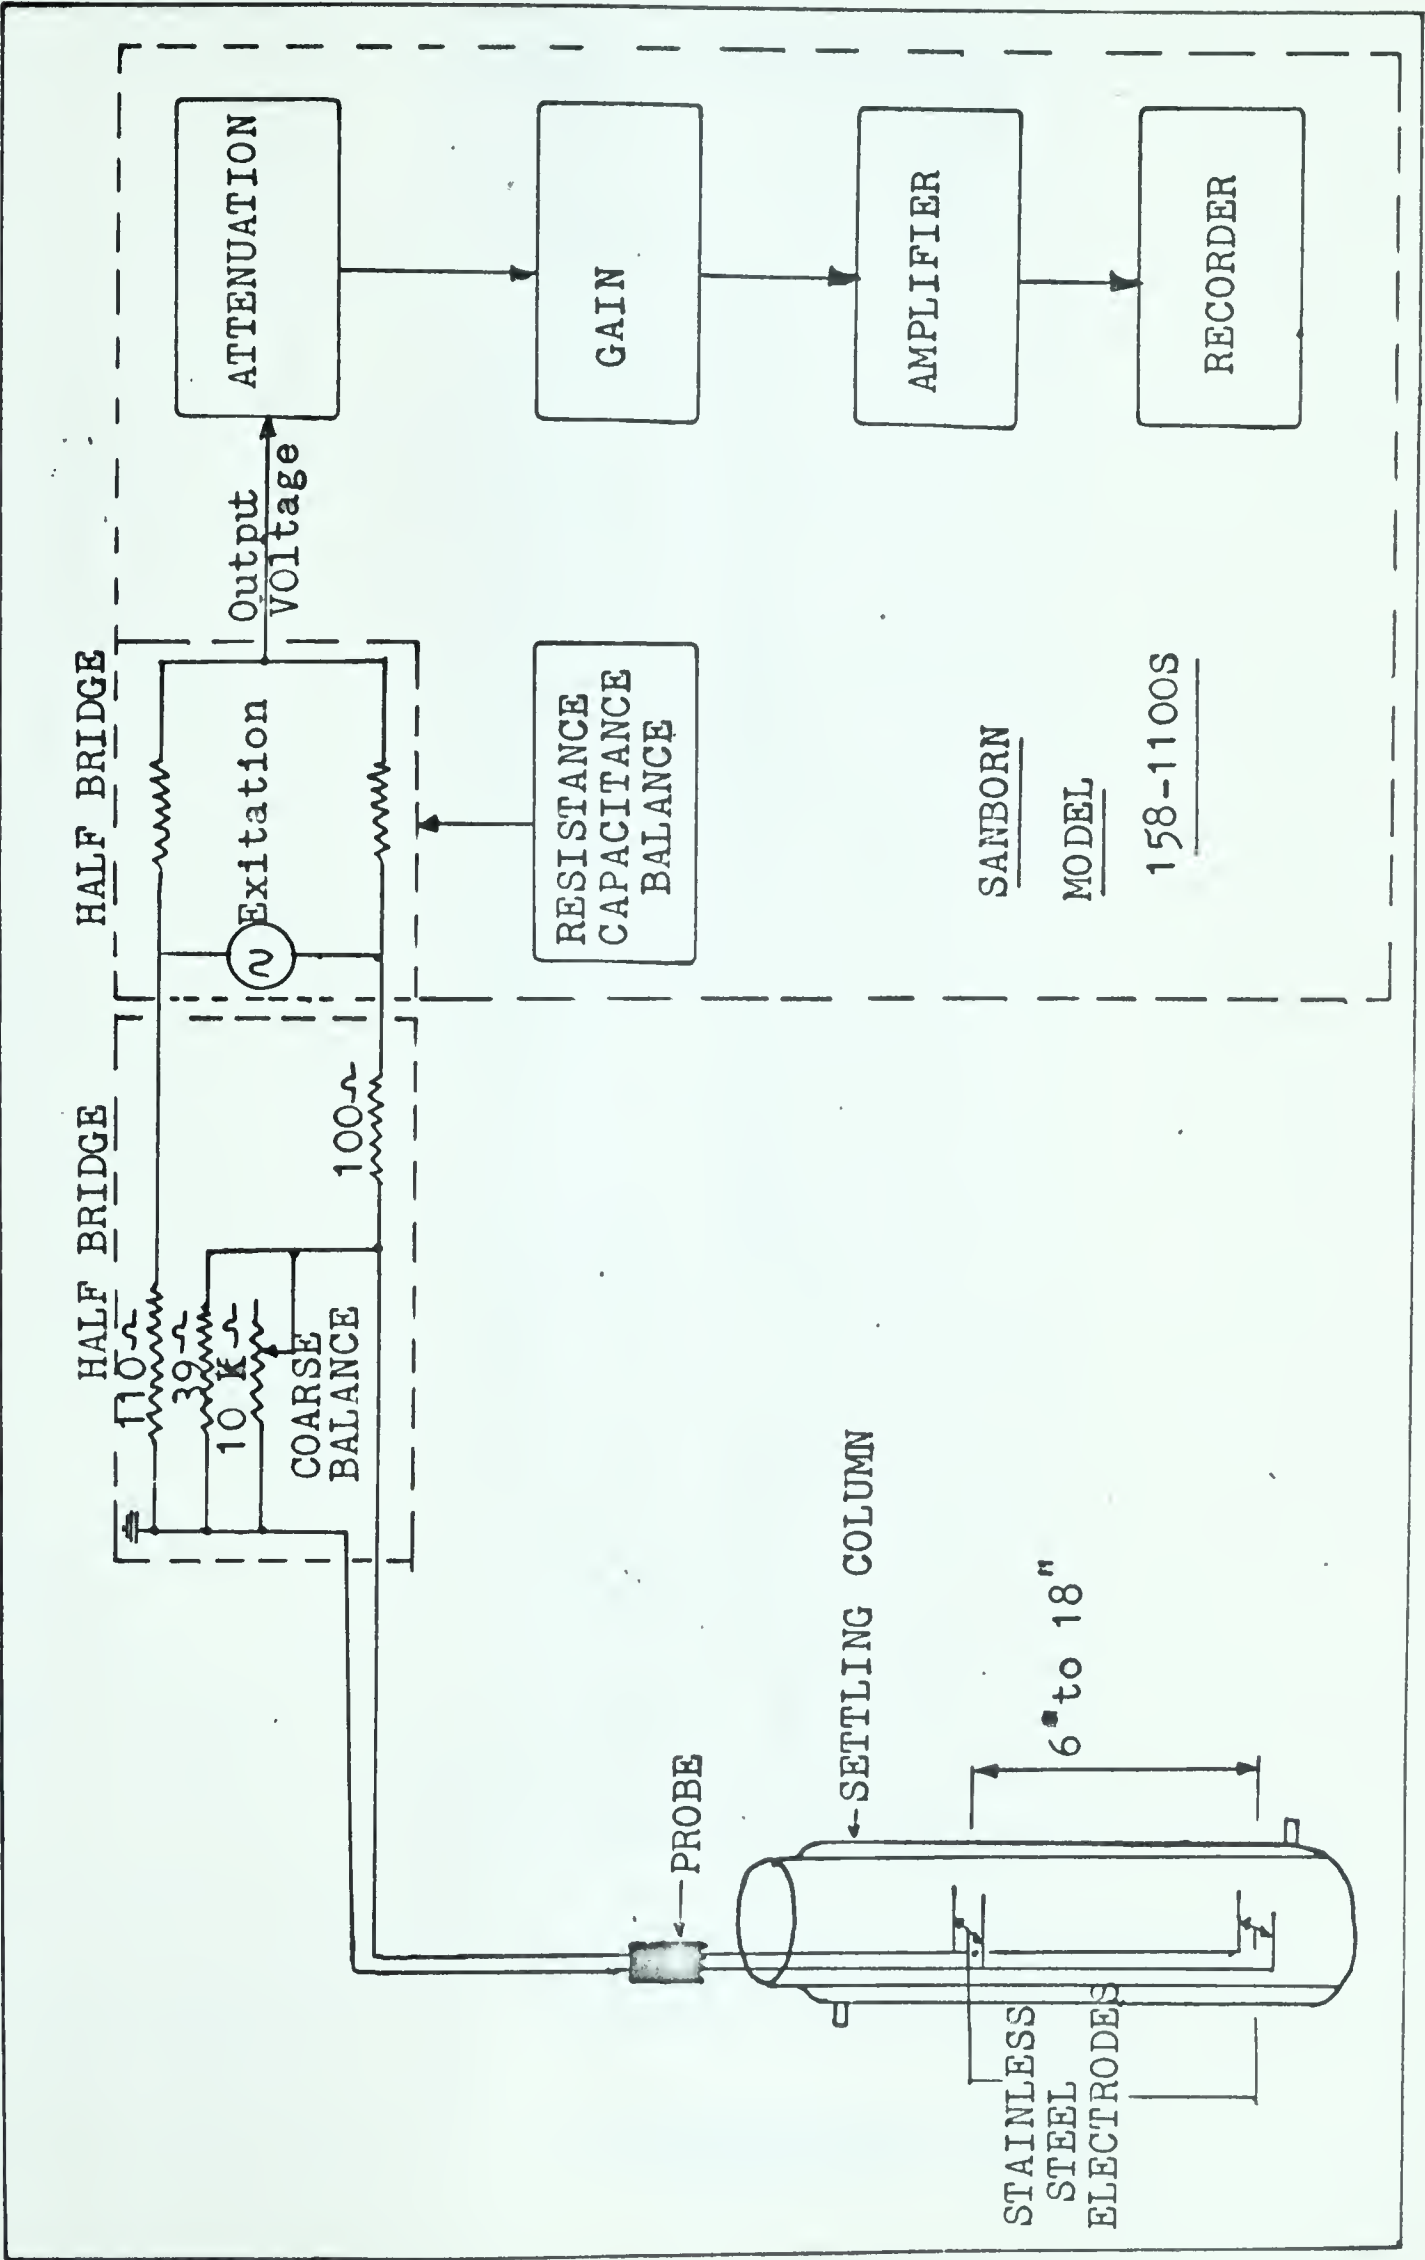 HALF BRIDGE
HALF BRIDGE
110
39
10 K
COARSE
BALANCE
100
Exitation
Output
Voltage
ATTENUATION
GAIN
AMPLIFIER
RECORDER
RESISTANCE
CAPACITANCE
BALANCE
SANBORN
MODEL
158-1100S
PROBE
SETTLING COLUMN
6" to 18"
STAINLESS
STEEL
ELECTRODES